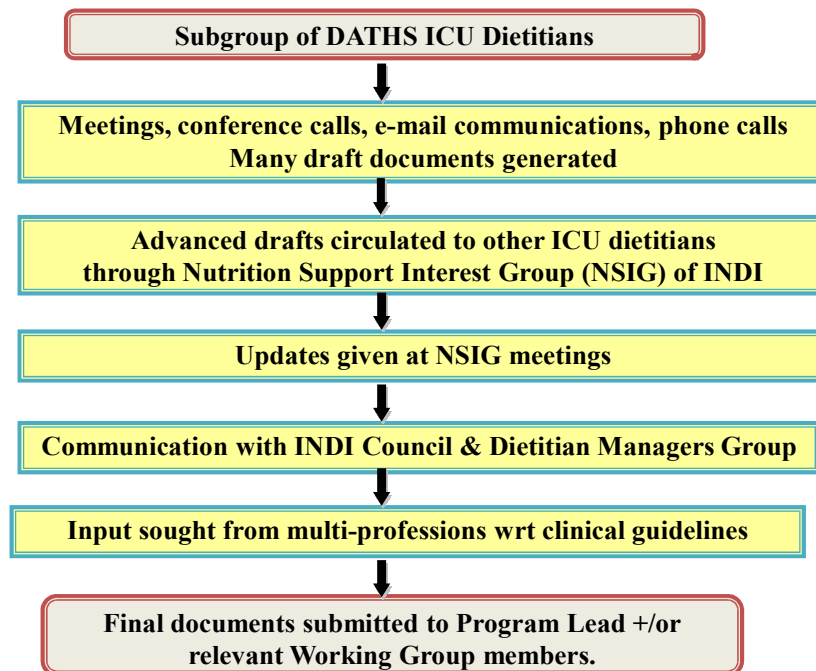 Subgroup of DATHS ICU Dietitians
Meetings, conference calls, e-mail communications, phone calls
Many draft documents generated
Advanced drafts circulated to other ICU dietitians
through Nutrition Support Interest Group (NSIG) of INDI
Updates given at NSIG meetings
Communication with INDI Council & Dietitian Managers Group
Input sought from multi-professions wrt clinical guidelines
Final documents submitted to Program Lead +/or
relevant Working Group members.